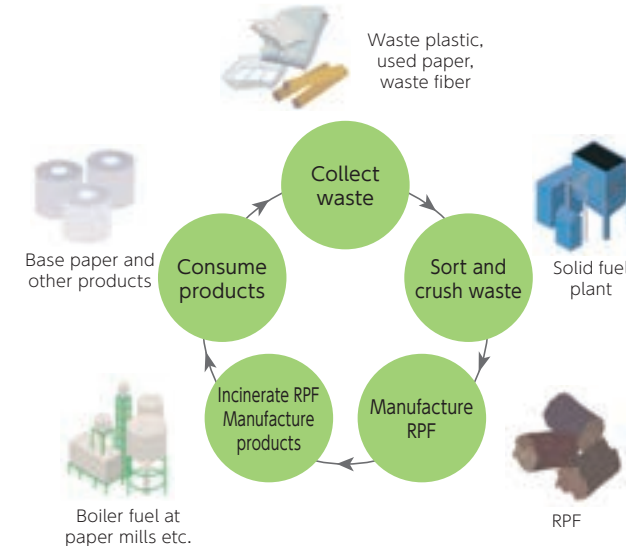 Waste plastic,
used paper,
waste fiber
Collect
waste
Sort and
crush waste
Solid fuel
plant
Manufacture
RPF
RPF
Incinerate RPF
Manufacture
products
Boiler fuel at
paper mills etc.
Consume
products
Base paper and
other products